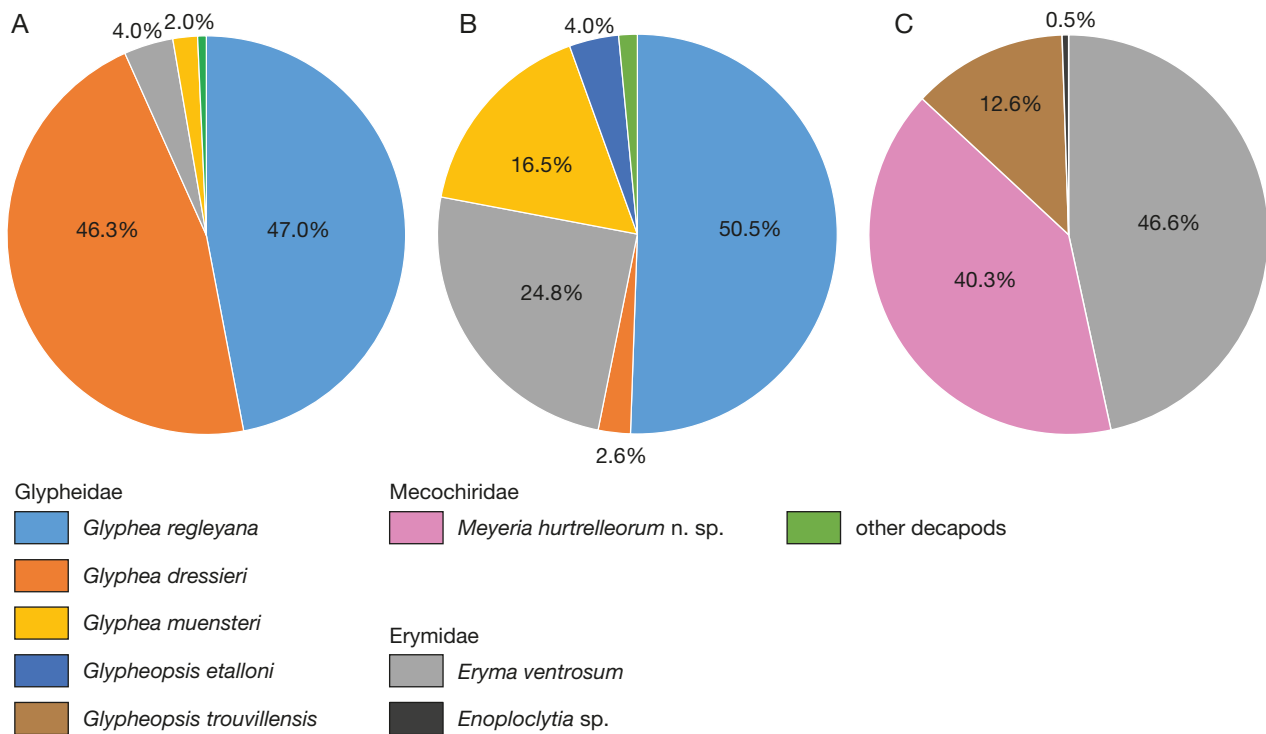 A
4.0%
2.0%
46.3%
47.0%
B
4.0%
16.5%
50.5%
24.8%
2.6%
C
0.5%
12.6%
46.6%
40.3%
Glypheidae
Glyphea regleyana
Glyphea dressieri
Glyphea muensteri
Glypheopsis etalloni
Glypheopsis trouvillensis
Mecochiridae
Meyeria hurtrelleorum n. sp.
Erymidae
Eryma ventrosum
Enoploclytia sp.
other decapods